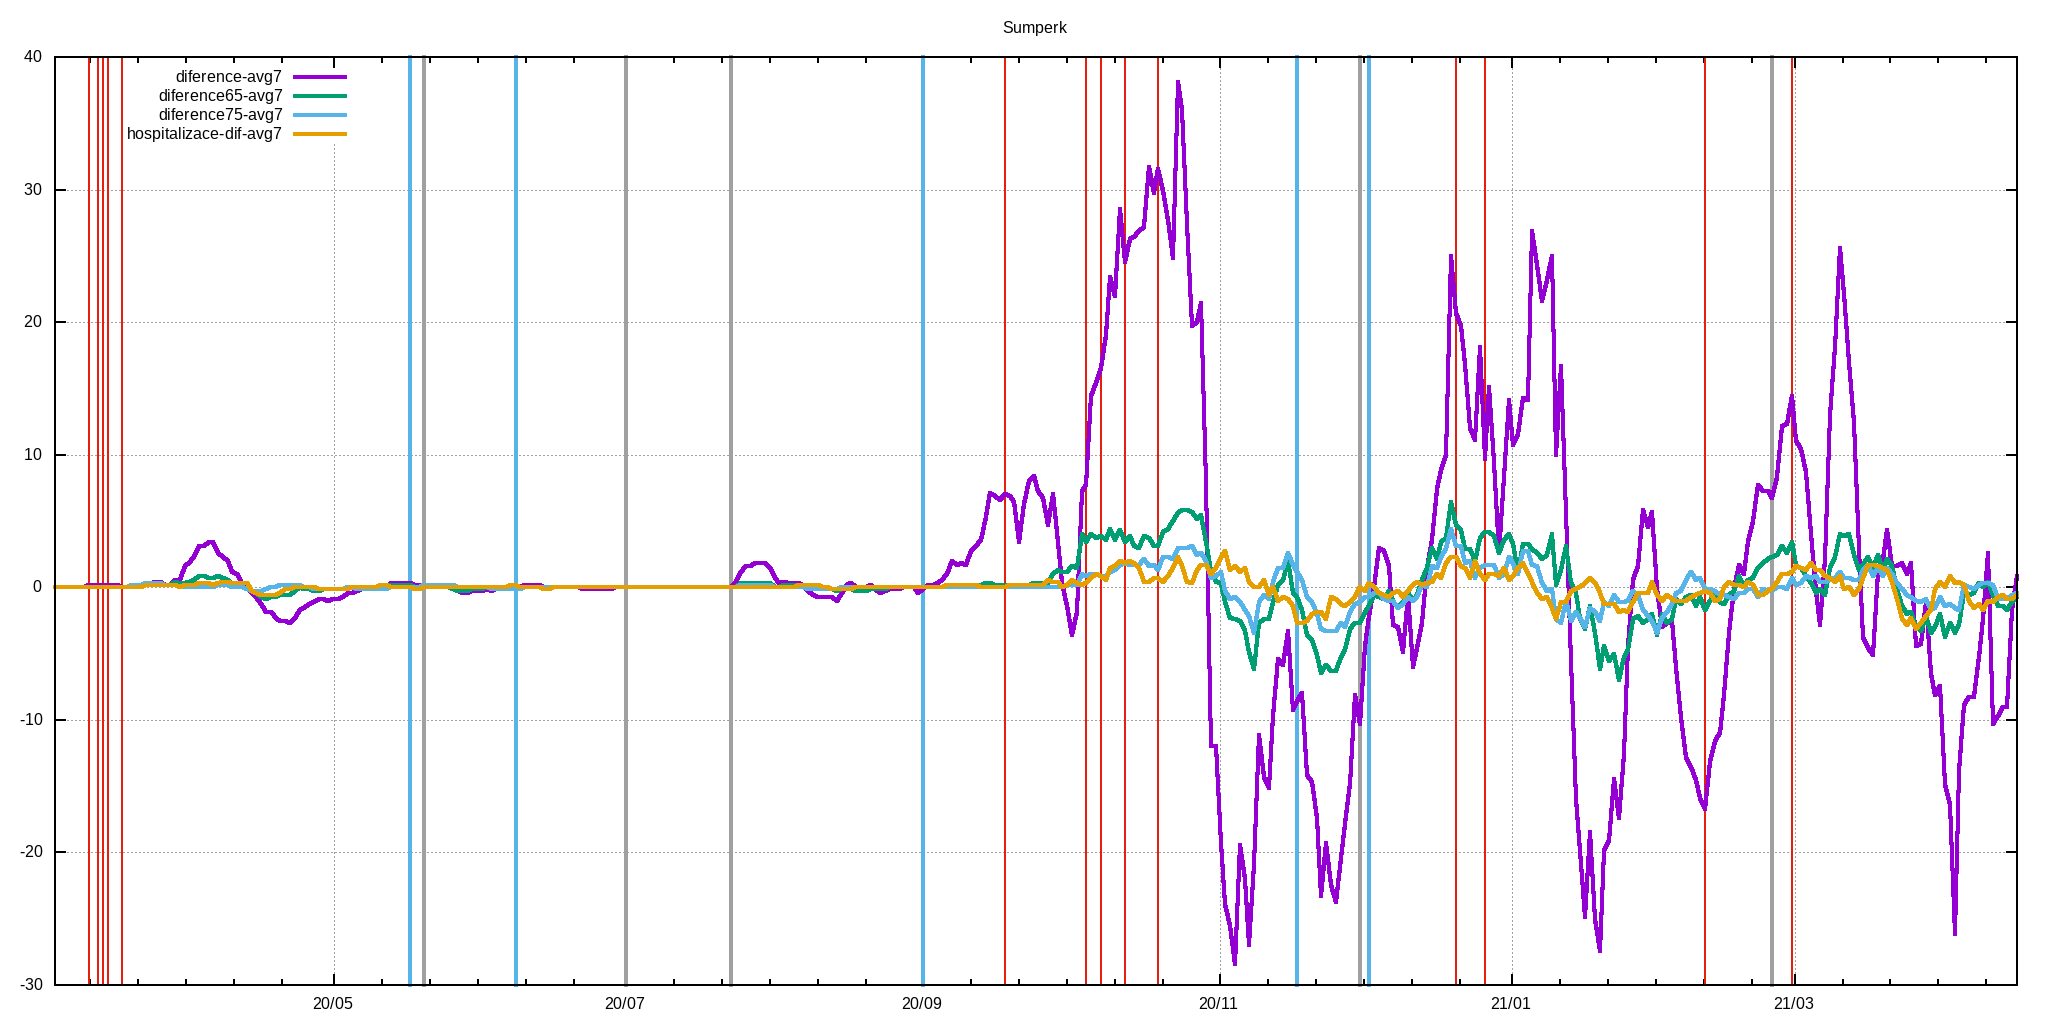 Sumperk
40
30
20
10
0
-10
-20
-30
diference-avg7
diference65-avg7
diference75-avg7
hospitalizace-dif-avg7
20/05 20/07 20/09 20/11 21/01 21/03